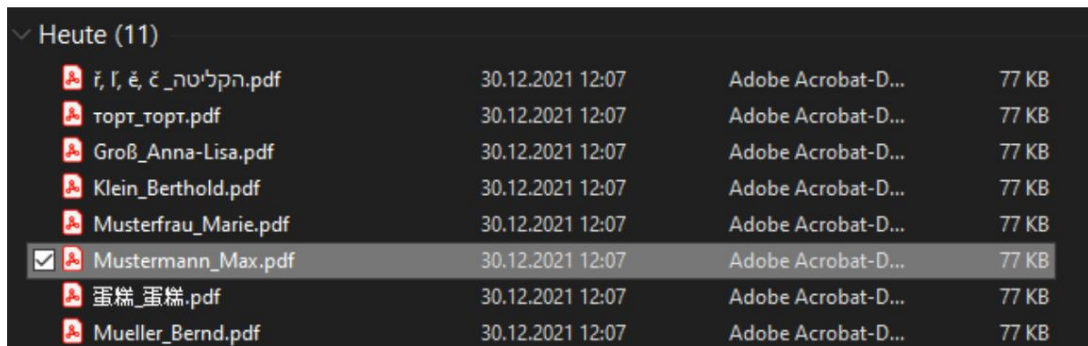 Heute (11)
ř, ľ, ě, č _הקליטה.pdf 30.12.2021 12:07 Adobe Acrobat-D... 77 KB
торт_торт.pdf 30.12.2021 12:07 Adobe Acrobat-D... 77 KB
Groß_Anna-Lisa.pdf 30.12.2021 12:07 Adobe Acrobat-D... 77 KB
Klein_Berthold.pdf 30.12.2021 12:07 Adobe Acrobat-D... 77 KB
Musterfrau_Marie.pdf 30.12.2021 12:07 Adobe Acrobat-D... 77 KB
Mustermann_Max.pdf 30.12.2021 12:07 Adobe Acrobat-D... 77 KB
蛋糕_蛋糕.pdf 30.12.2021 12:07 Adobe Acrobat-D... 77 KB
Mueller_Bernd.pdf 30.12.2021 12:07 Adobe Acrobat-D... 77 KB